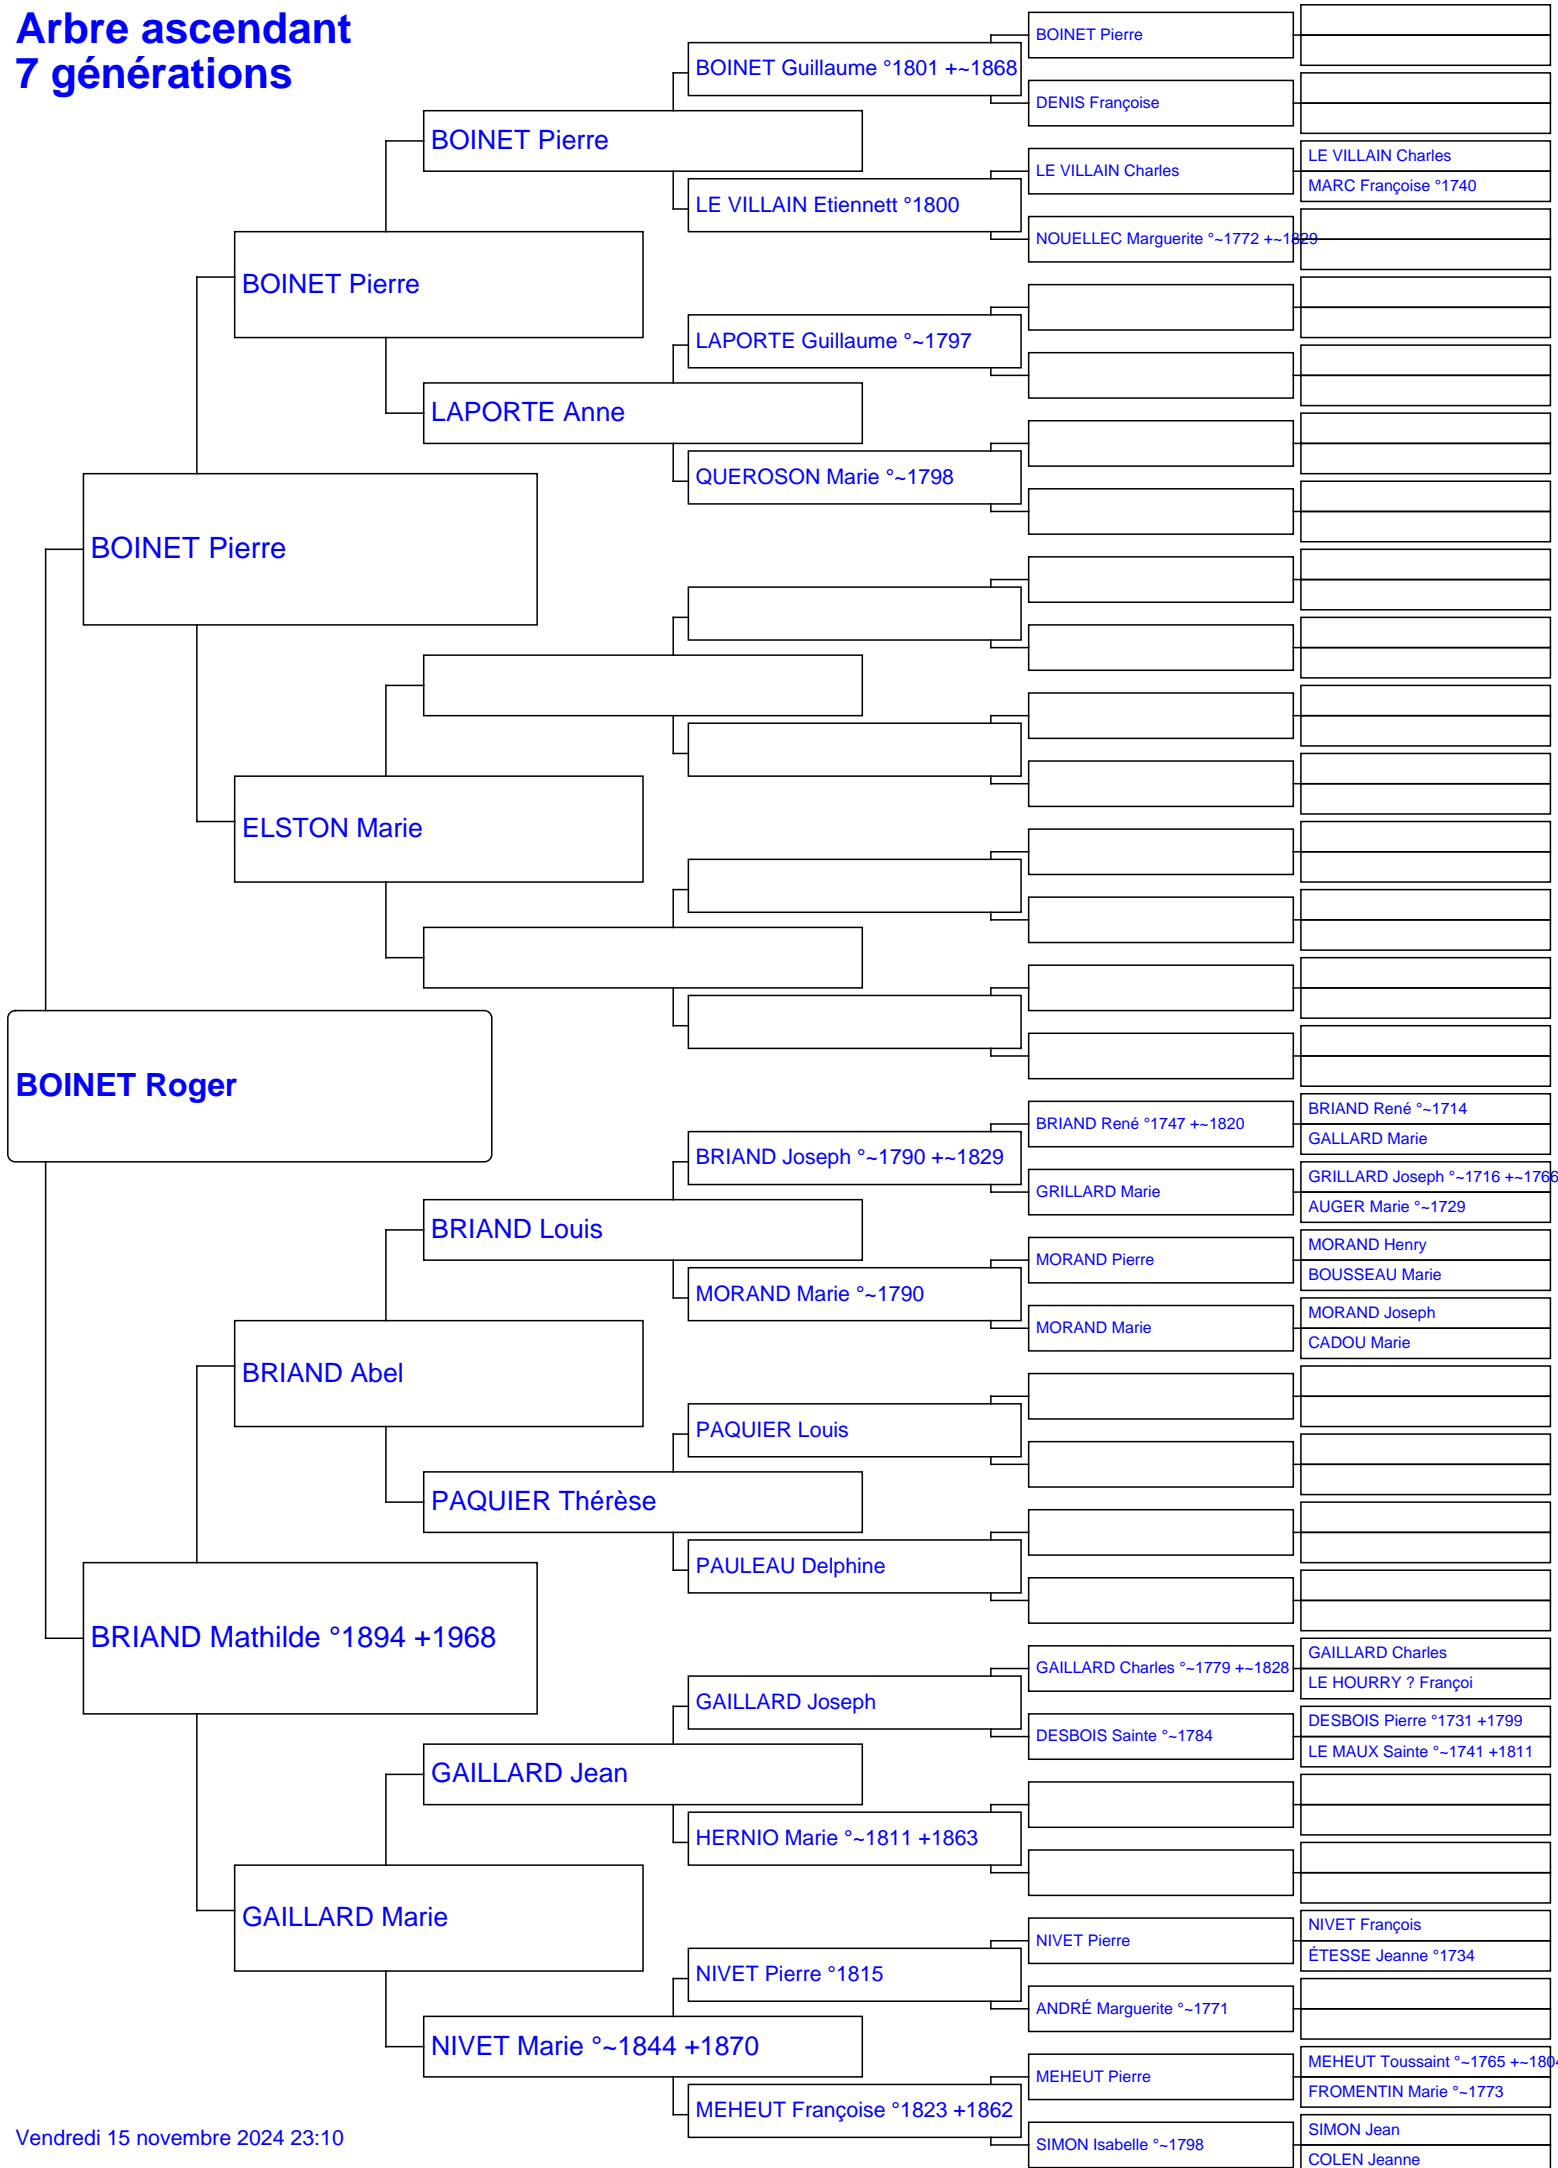 Arbre ascendant
7 générations
BOINET Roger
BOINET Pierre
BRIAND Mathilde °1894 +1968
BOINET Pierre
ELSTON Marie
BRIAND Abel
GAILLARD Marie
BOINET Pierre
LAPORTE Anne
BRIAND Louis
PAQUIER Thérèse
GAILLARD Jean
NIVET Marie °~1844 +1870
BOINET Guillaume °1801 +~1868
LE VILLAIN Etiennett °1800
LAPORTE Guillaume °~1797
QUEROSON Marie °~1798
BRIAND Joseph °~1790 +~1829
MORAND Marie °~1790
PAQUIER Louis
PAULEAU Delphine
GAILLARD Joseph
HERNIO Marie °~1811 +1863
NIVET Pierre °1815
MEHEUT Françoise °1823 +1862
BOINET Pierre
DENIS Françoise
LE VILLAIN Charles
NOUELLEC Marguerite °~1772 +~1829
BRIAND René °1747 +~1820
GRILLARD Marie
MORAND Pierre
MORAND Marie
GAILLARD Charles °~1779 +~1828
DESBOIS Sainte °~1784
NIVET Pierre
ANDRÉ Marguerite °~1771
MEHEUT Pierre
SIMON Isabelle °~1798
LE VILLAIN Charles
MARC Françoise °1740
BRIAND René °~1714
GALLARD Marie
GRILLARD Joseph °~1716 +~1766
AUGER Marie °~1729
MORAND Henry
BOUSSEAU Marie
MORAND Joseph
CADOU Marie
GAILLARD Charles
LE HOURRY ? Françoi
DESBOIS Pierre °1731 +1799
LE MAUX Sainte °~1741 +1811
NIVET François
ÉTESSE Jeanne °1734
MEHEUT Toussaint °~1765 +~1804
FROMENTIN Marie °~1773
SIMON Jean
COLEN Jeanne
Vendredi 15 novembre 2024 23:10